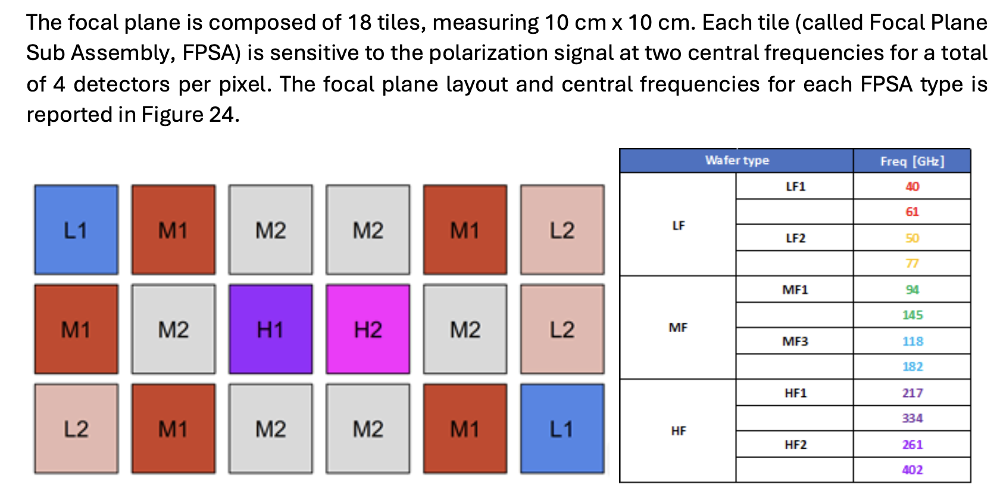 The focal plane is composed of 18 tiles, measuring 10 cm x 10 cm. Each tile (called Focal Plane
Sub Assembly, FPSA) is sensitive to the polarization signal at two central frequencies for a total
of 4 detectors per pixel. The focal plane layout and central frequencies for each FPSA type is
reported in Figure 24.
L1 M1 M2 M2 M1 L2
M1 M2 H1 H2 M2 L2
L2 M1 M2 M2 M1 L1
Wafer type Freq [GHz]
LF LF1 40
61
LF2 50
77
MF MF1 94
145
MF3 118
182
HF HF1 217
334
HF2 261
402